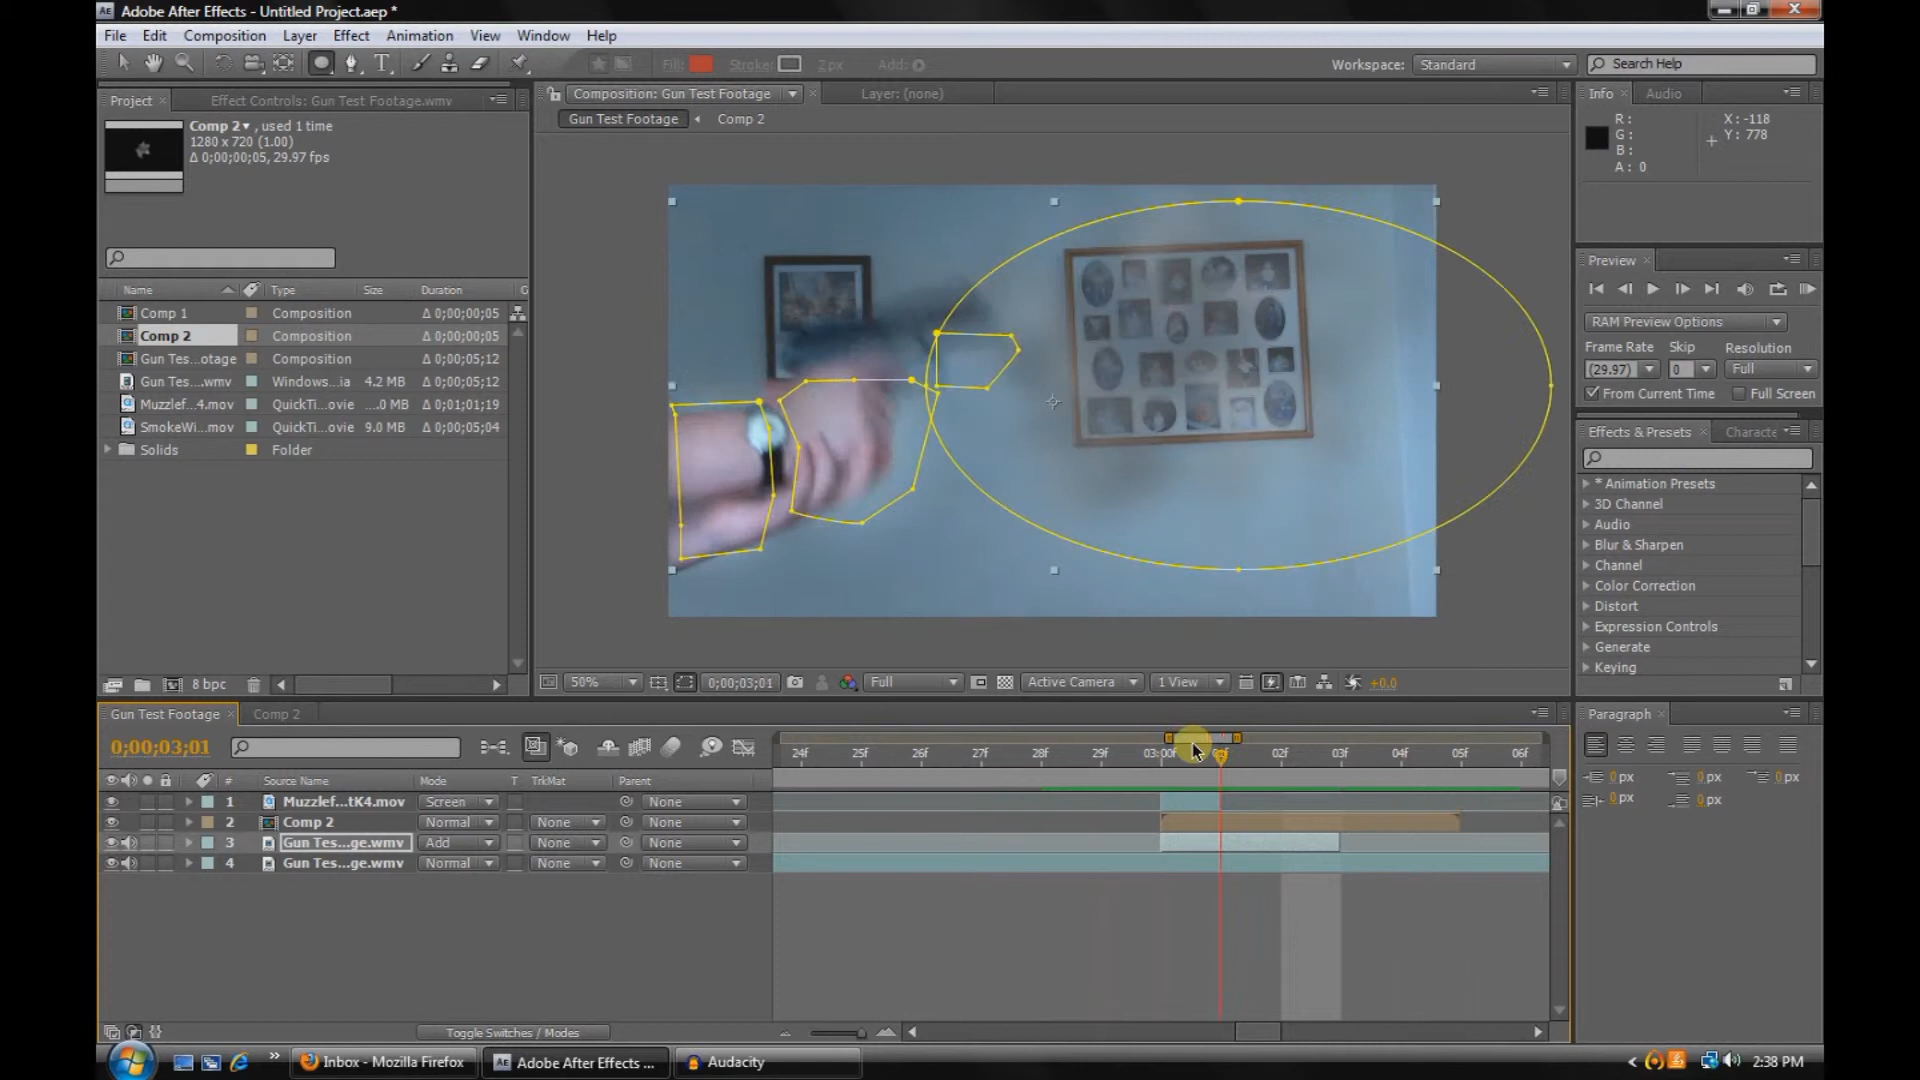 Adobe After Effects - Untitled Project.aep *
File Edit Composition Layer Effect Animation View Window Help
Fill: Stroke: 2 px Add:
Workspace: Standard
Search Help
Project Effect Controls: Gun Test Footage.wmv
Comp 2▾ , used 1 time
1280 x 720 (1.00)
Δ 0;00;00;05, 29.97 fps
Name Type Size Duration
Comp 1 Composition Δ 0;00;00;05
Comp 2 Composition Δ 0;00;00;05
Gun Tes...otage Composition Δ 0;00;05;12
Gun Tes....wmv Windows...ia 4.2 MB Δ 0;00;05;12
Muzzlef...4.mov QuickTi...ovie ....0 MB Δ 0;01;01;19
SmokeWi...mov QuickTi...ovie 9.0 MB Δ 0;00;05;04
Solids Folder
8 bpc
Composition: Gun Test Footage Layer: (none)
Gun Test Footage Comp 2
50% 0;00;03;01 Full Active Camera 1 View +0.0
Info Audio
R: X: -118
G: Y: 778
B:
A: 0
Preview
RAM Preview Options
Frame Rate Skip Resolution
(29.97) 0 Full
From Current Time Full Screen
Effects & Presets Characte
* Animation Presets
3D Channel
Audio
Blur & Sharpen
Channel
Color Correction
Distort
Expression Controls
Generate
Keying
Paragraph
0 px 0 px 0 px
0 px 0 px
Gun Test Footage Comp 2
0;00;03;01
24f 25f 26f 27f 28f 29f 03:00f 02f 03f 04f 05f 06f
# Source Name Mode T TrkMat Parent
1 Muzzlef...tK4.mov Screen None
2 Comp 2 Normal None None
3 Gun Tes...ge.wmv Add None None
4 Gun Tes...ge.wmv Normal None None
Toggle Switches / Modes
Inbox - Mozilla Firefox Adobe After Effects ... Audacity 2:38 PM